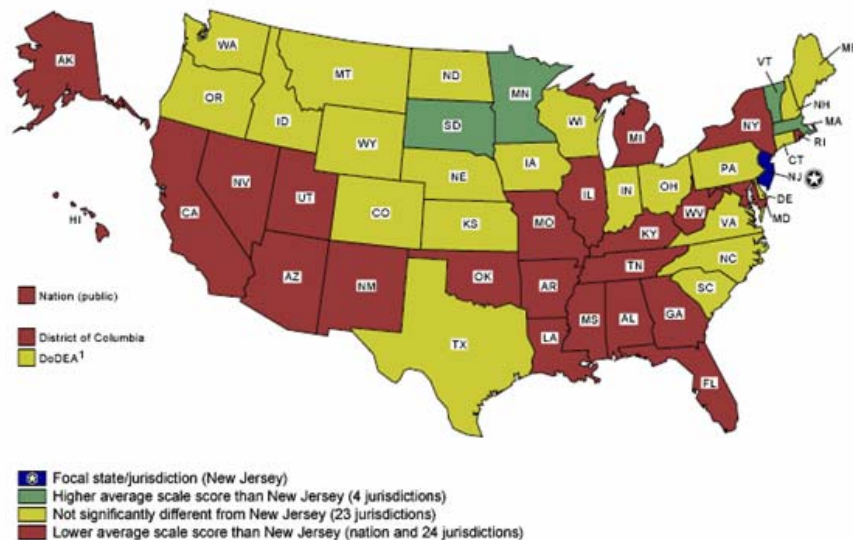 AK
WA
MT
ND
MN
VT
ME
OR
ID
SD
WI
NH
WY
MI
NY
MA
RI
IA
NE
PA
CT
NJ
NV
UT
IL
IN
OH
DE
MD
CA
CO
KS
MO
WV
VA
HI
KY
NC
TN
AZ
NM
OK
AR
SC
MS
AL
GA
LA
TX
FL
Nation (public)
District of Columbia
DoDEA¹
Focal state/jurisdiction (New Jersey)
Higher average scale score than New Jersey (4 jurisdictions)
Not significantly different from New Jersey (23 jurisdictions)
Lower average scale score than New Jersey (nation and 24 jurisdictions)